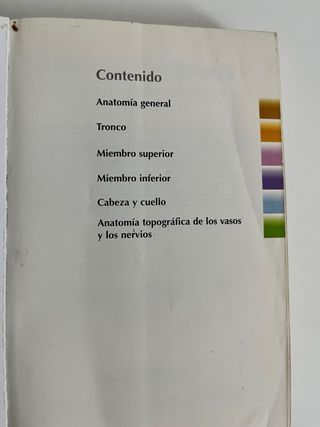 Contenido
Anatomía general
Tronco
Miembro superior
Miembro inferior
Cabeza y cuello
Anatomía topográfica de los vasos
y los nervios